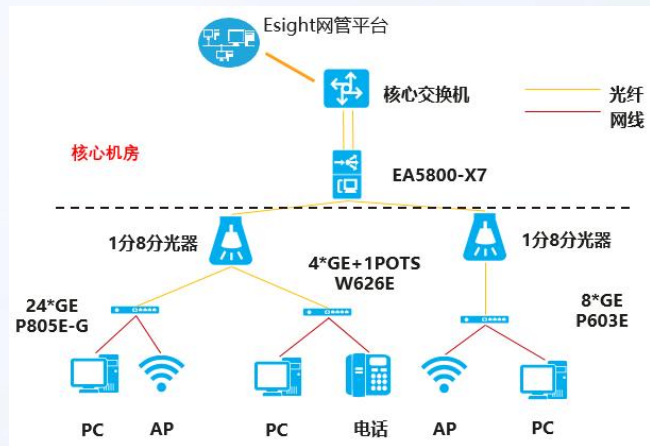 Esight网管平台
核心交换机
光纤
网线
核心机房
EA5800-X7
1分8分光器
4*GE+1POTS
W626E
1分8分光器
24*GE
P805E-G
8*GE
P603E
PC
AP
PC
电话
AP
PC